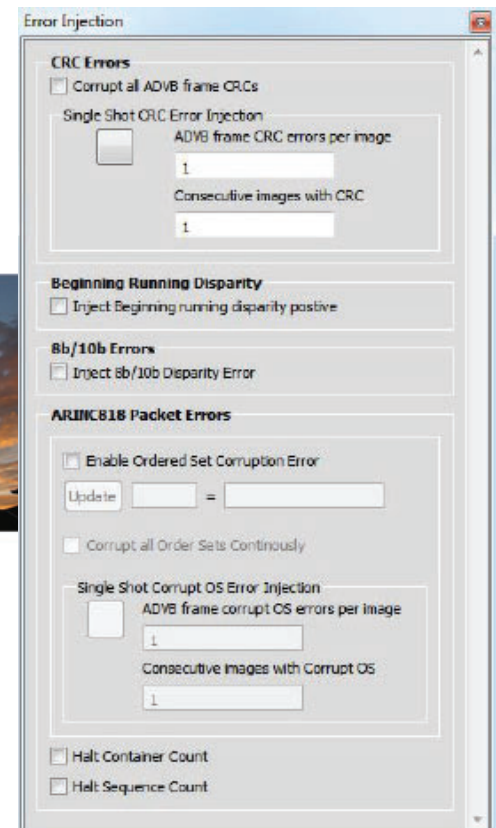 Error Injection
CRC Errors
Corrupt all ADVB frame CRCs
Single Shot CRC Error Injection
ADVB frame CRC errors per image
1
Consecutive images with CRC
1
Beginning Running Disparity
Inject Beginning running disparity postive
8b/10b Errors
Inject 8b/10b Disparity Error
ARINC818 Packet Errors
Enable Ordered Set Corruption Error
Update =
Corrupt all Order Sets Continously
Single Shot Corrupt OS Error Injection
ADVB frame corrupt OS errors per image
1
Consecutive images with Corrupt OS
1
Halt Container Count
Halt Sequence Count